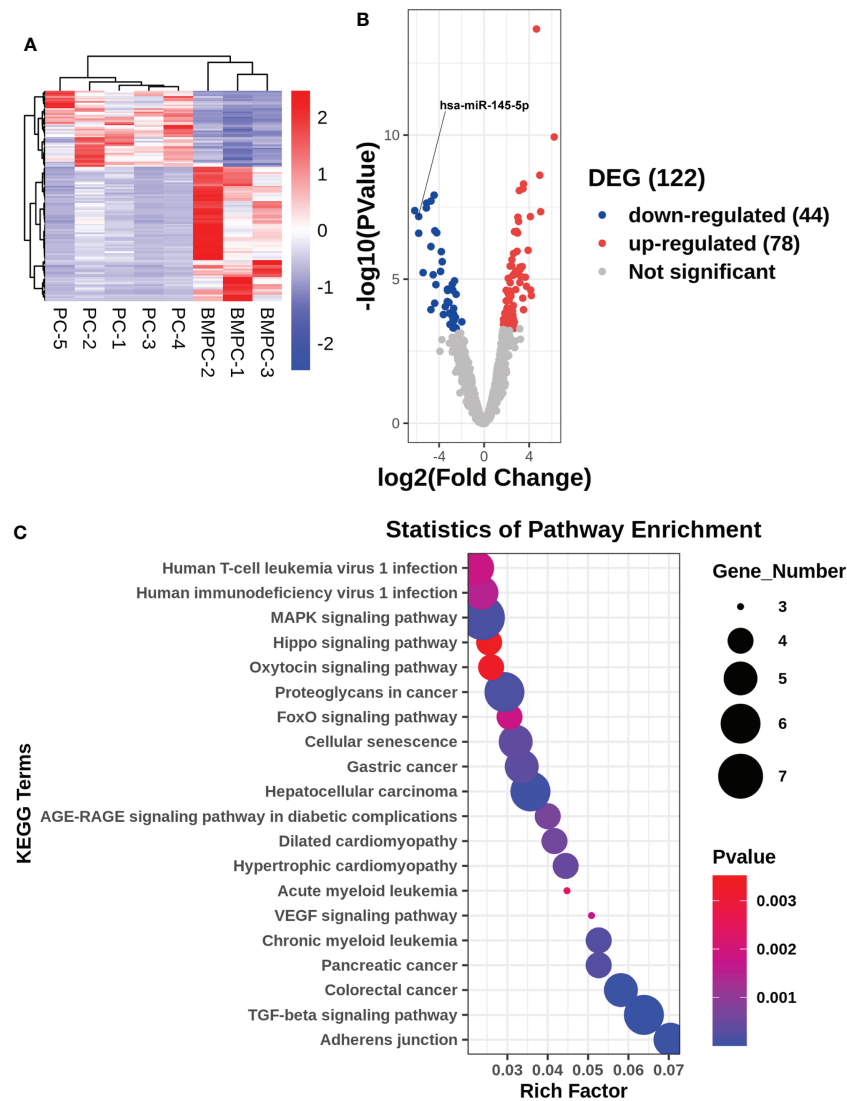 A
2
1
0
-1
-2
PC-5
PC-2
PC-1
PC-3
PC-4
BMPC-2
BMPC-1
BMPC-3
B
hsa-miR-145-5p
-log10(PValue)
10
5
0
-4
0
4
log2(Fold Change)
DEG (122)
down-regulated (44)
up-regulated (78)
Not significant
C
Statistics of Pathway Enrichment
KEGG Terms
Human T-cell leukemia virus 1 infection
Human immunodeficiency virus 1 infection
MAPK signaling pathway
Hippo signaling pathway
Oxytocin signaling pathway
Proteoglycans in cancer
FoxO signaling pathway
Cellular senescence
Gastric cancer
Hepatocellular carcinoma
AGE-RAGE signaling pathway in diabetic complications
Dilated cardiomyopathy
Hypertrophic cardiomyopathy
Acute myeloid leukemia
VEGF signaling pathway
Chronic myeloid leukemia
Pancreatic cancer
Colorectal cancer
TGF-beta signaling pathway
Adherens junction
0.03 0.04 0.05 0.06 0.07
Rich Factor
Gene_Number
3
4
5
6
7
Pvalue
0.003
0.002
0.001